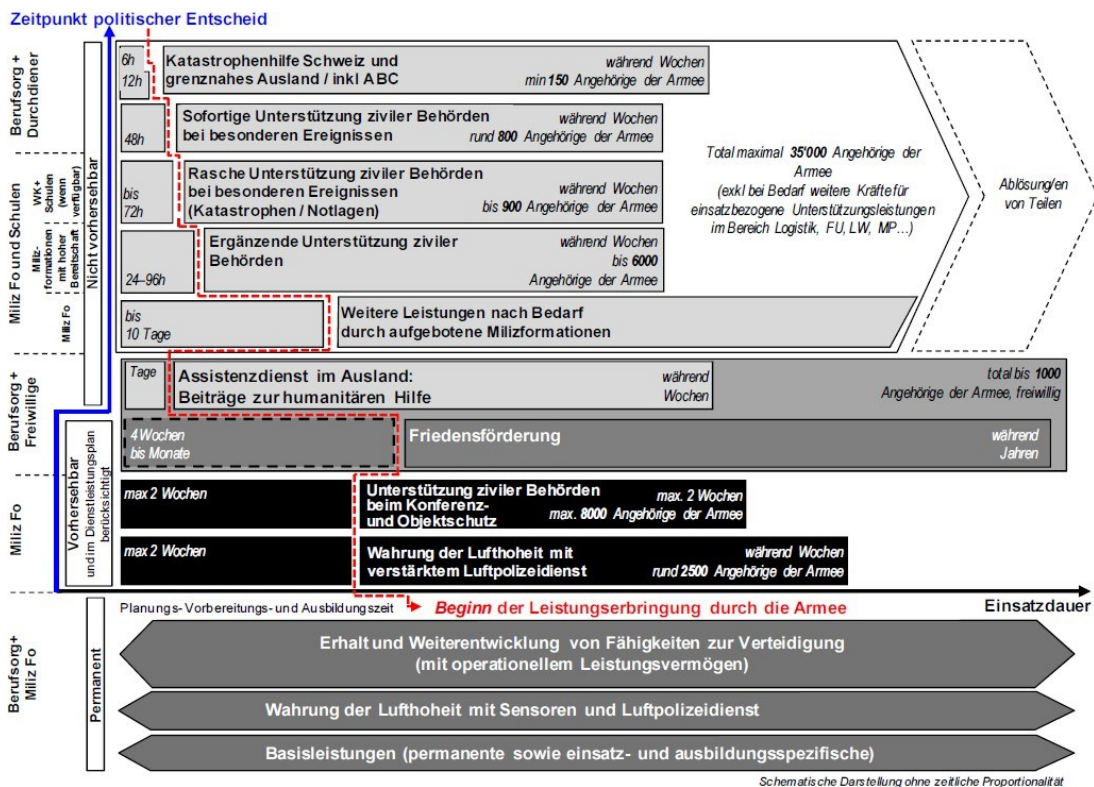 Zeitpunkt politischer Entscheid
Berufsorg +
Durchdiener
Nicht vorhersehbar
6h
12h
Katastrophenhilfe Schweiz und
grenznahes Ausland / inkl ABC
während Wochen
min 150 Angehörige der Armee
48h
Sofortige Unterstützung ziviler Behörden
bei besonderen Ereignissen
während Wochen
rund 800 Angehörige der Armee
Miliz Fo und Schulen
WK+
Schulen
(wenn
verfügbar)
bis
72h
Rasche Unterstützung ziviler Behörden
bei besonderen Ereignissen
(Katastrophen / Notlagen)
während Wochen
bis 900 Angehörige der Armee
Miliz-
formationen
mit hoher
Bereitschaft
24–96h
Ergänzende Unterstützung ziviler
Behörden
während Wochen
bis 6000
Angehörige der Armee
Miliz Fo
bis
10 Tage
Weitere Leistungen nach Bedarf
durch aufgebotene Milizformationen
Total maximal 35'000 Angehörige der
Armee
(exkl bei Bedarf weitere Kräfte für
einsatzbezogene Unterstützungsleistungen
im Bereich Logistik, FU, LW, MP…)
Ablösung/en
von Teilen
Berufsorg +
Freiwillige
Tage
Assistenzdienst im Ausland:
Beiträge zur humanitären Hilfe
während
Wochen
total bis 1000
Angehörige der Armee, freiwillig
4 Wochen
bis Monate
Friedensförderung
während
Jahren
Vorhersehbar
und im Dienstleistungsplan
berücksichtigt
Miliz Fo
max 2 Wochen
Unterstützung ziviler Behörden
beim Konferenz-
und Objektschutz
max. 2 Wochen
max. 8000 Angehörige der Armee
max 2 Wochen
Wahrung der Lufthoheit mit
verstärktem Luftpolizeidienst
während Wochen
rund 2500 Angehörige der Armee
Planungs- Vorbereitungs- und Ausbildungszeit
Beginn der Leistungserbringung durch die Armee
Einsatzdauer
Berufsorg+
Miliz Fo
Permanent
Erhalt und Weiterentwicklung von Fähigkeiten zur Verteidigung
(mit operationellem Leistungsvermögen)
Wahrung der Lufthoheit mit Sensoren und Luftpolizeidienst
Basisleistungen (permanente sowie einsatz- und ausbildungsspezifische)
Schematische Darstellung ohne zeitliche Proportionalität